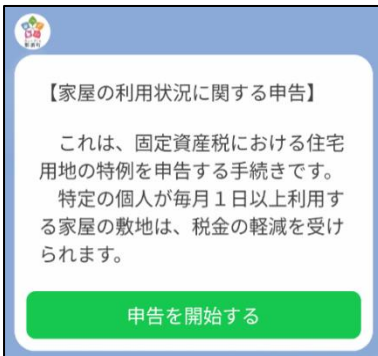 【家屋の利用状況に関する申告】
これは、固定資産税における住宅
用地の特例を申告する手続きです。
特定の個人が毎月１日以上利用す
る家屋の敷地は、税金の軽減を受け
られます。
申告を開始する